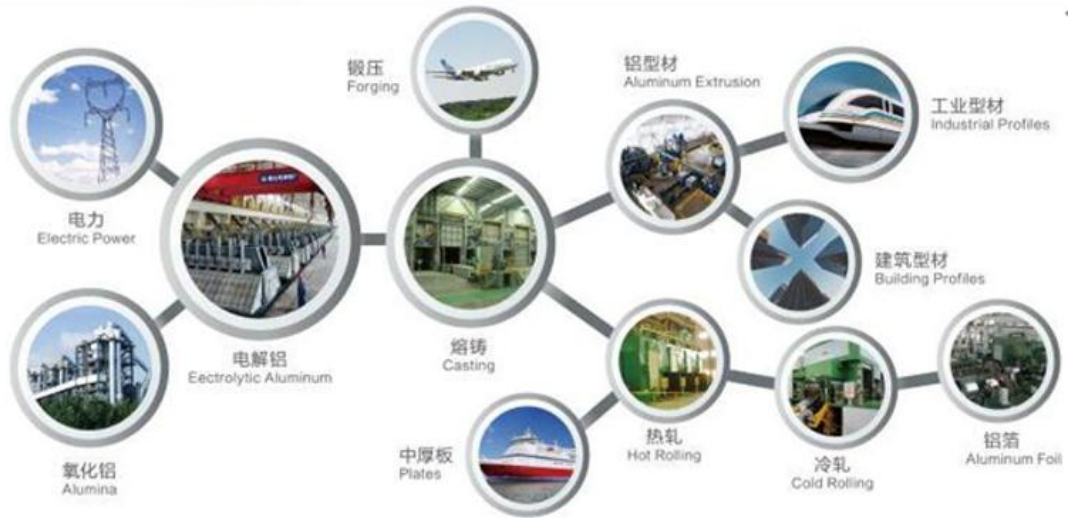 锻压
Forging
铝型材
Aluminum Extrusion
工业型材
Industrial Profiles
电力
Electric Power
建筑型材
Building Profiles
电解铝
Eectrolytic Aluminum
熔铸
Casting
热轧
Hot Rolling
冷轧
Cold Rolling
铝箔
Aluminum Foil
中厚板
Plates
氧化铝
Alumina